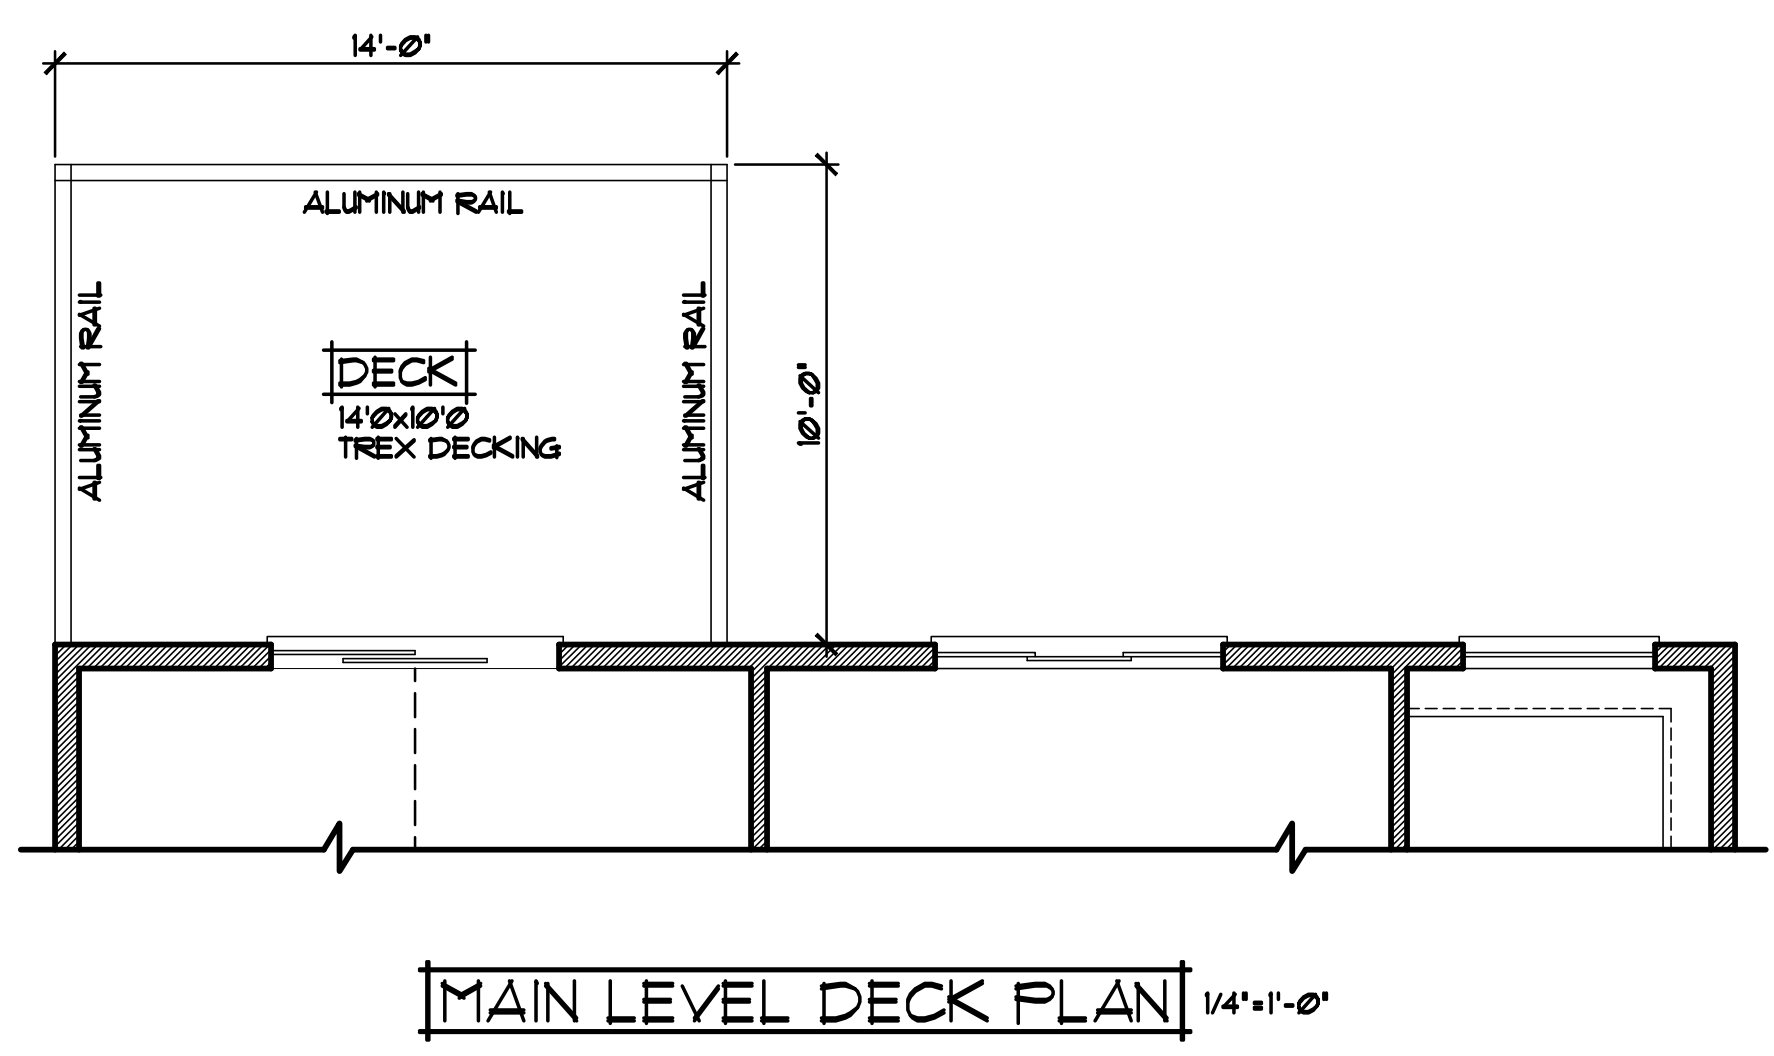 14'-0"
ALUMINUM RAIL
ALUMINUM RAIL
ALUMINUM RAIL
DECK
14'0x10'0
TREX DECKING
10'-0"
MAIN LEVEL DECK PLAN
1/4"=1'-0"